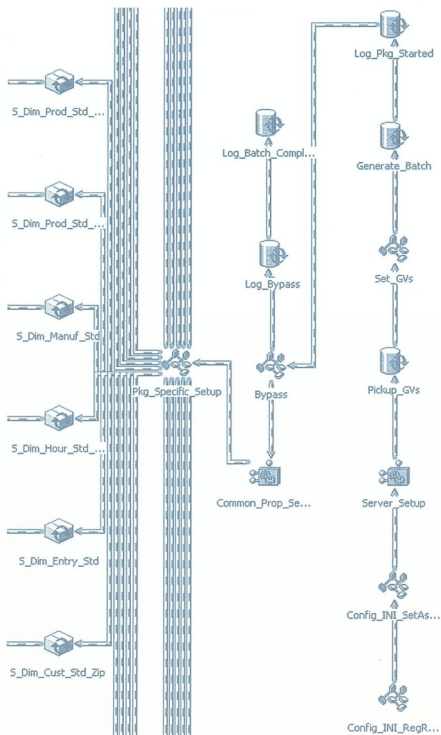 Log_Pkg_Started
S_Dim_Prod_Std_...
Log_Batch_Compl...
Generate_Batch
S_Dim_Prod_Std_...
Log_Bypass
Set_GVs
S_Dim_Manuf_Std
Pkg_Specific_Setup
Bypass
Pickup_GVs
S_Dim_Hour_Std_...
Common_Prop_Se...
Server_Setup
S_Dim_Entry_Std
Config_INI_SetAs...
S_Dim_Cust_Std_Zip
Config_INI_RegR...